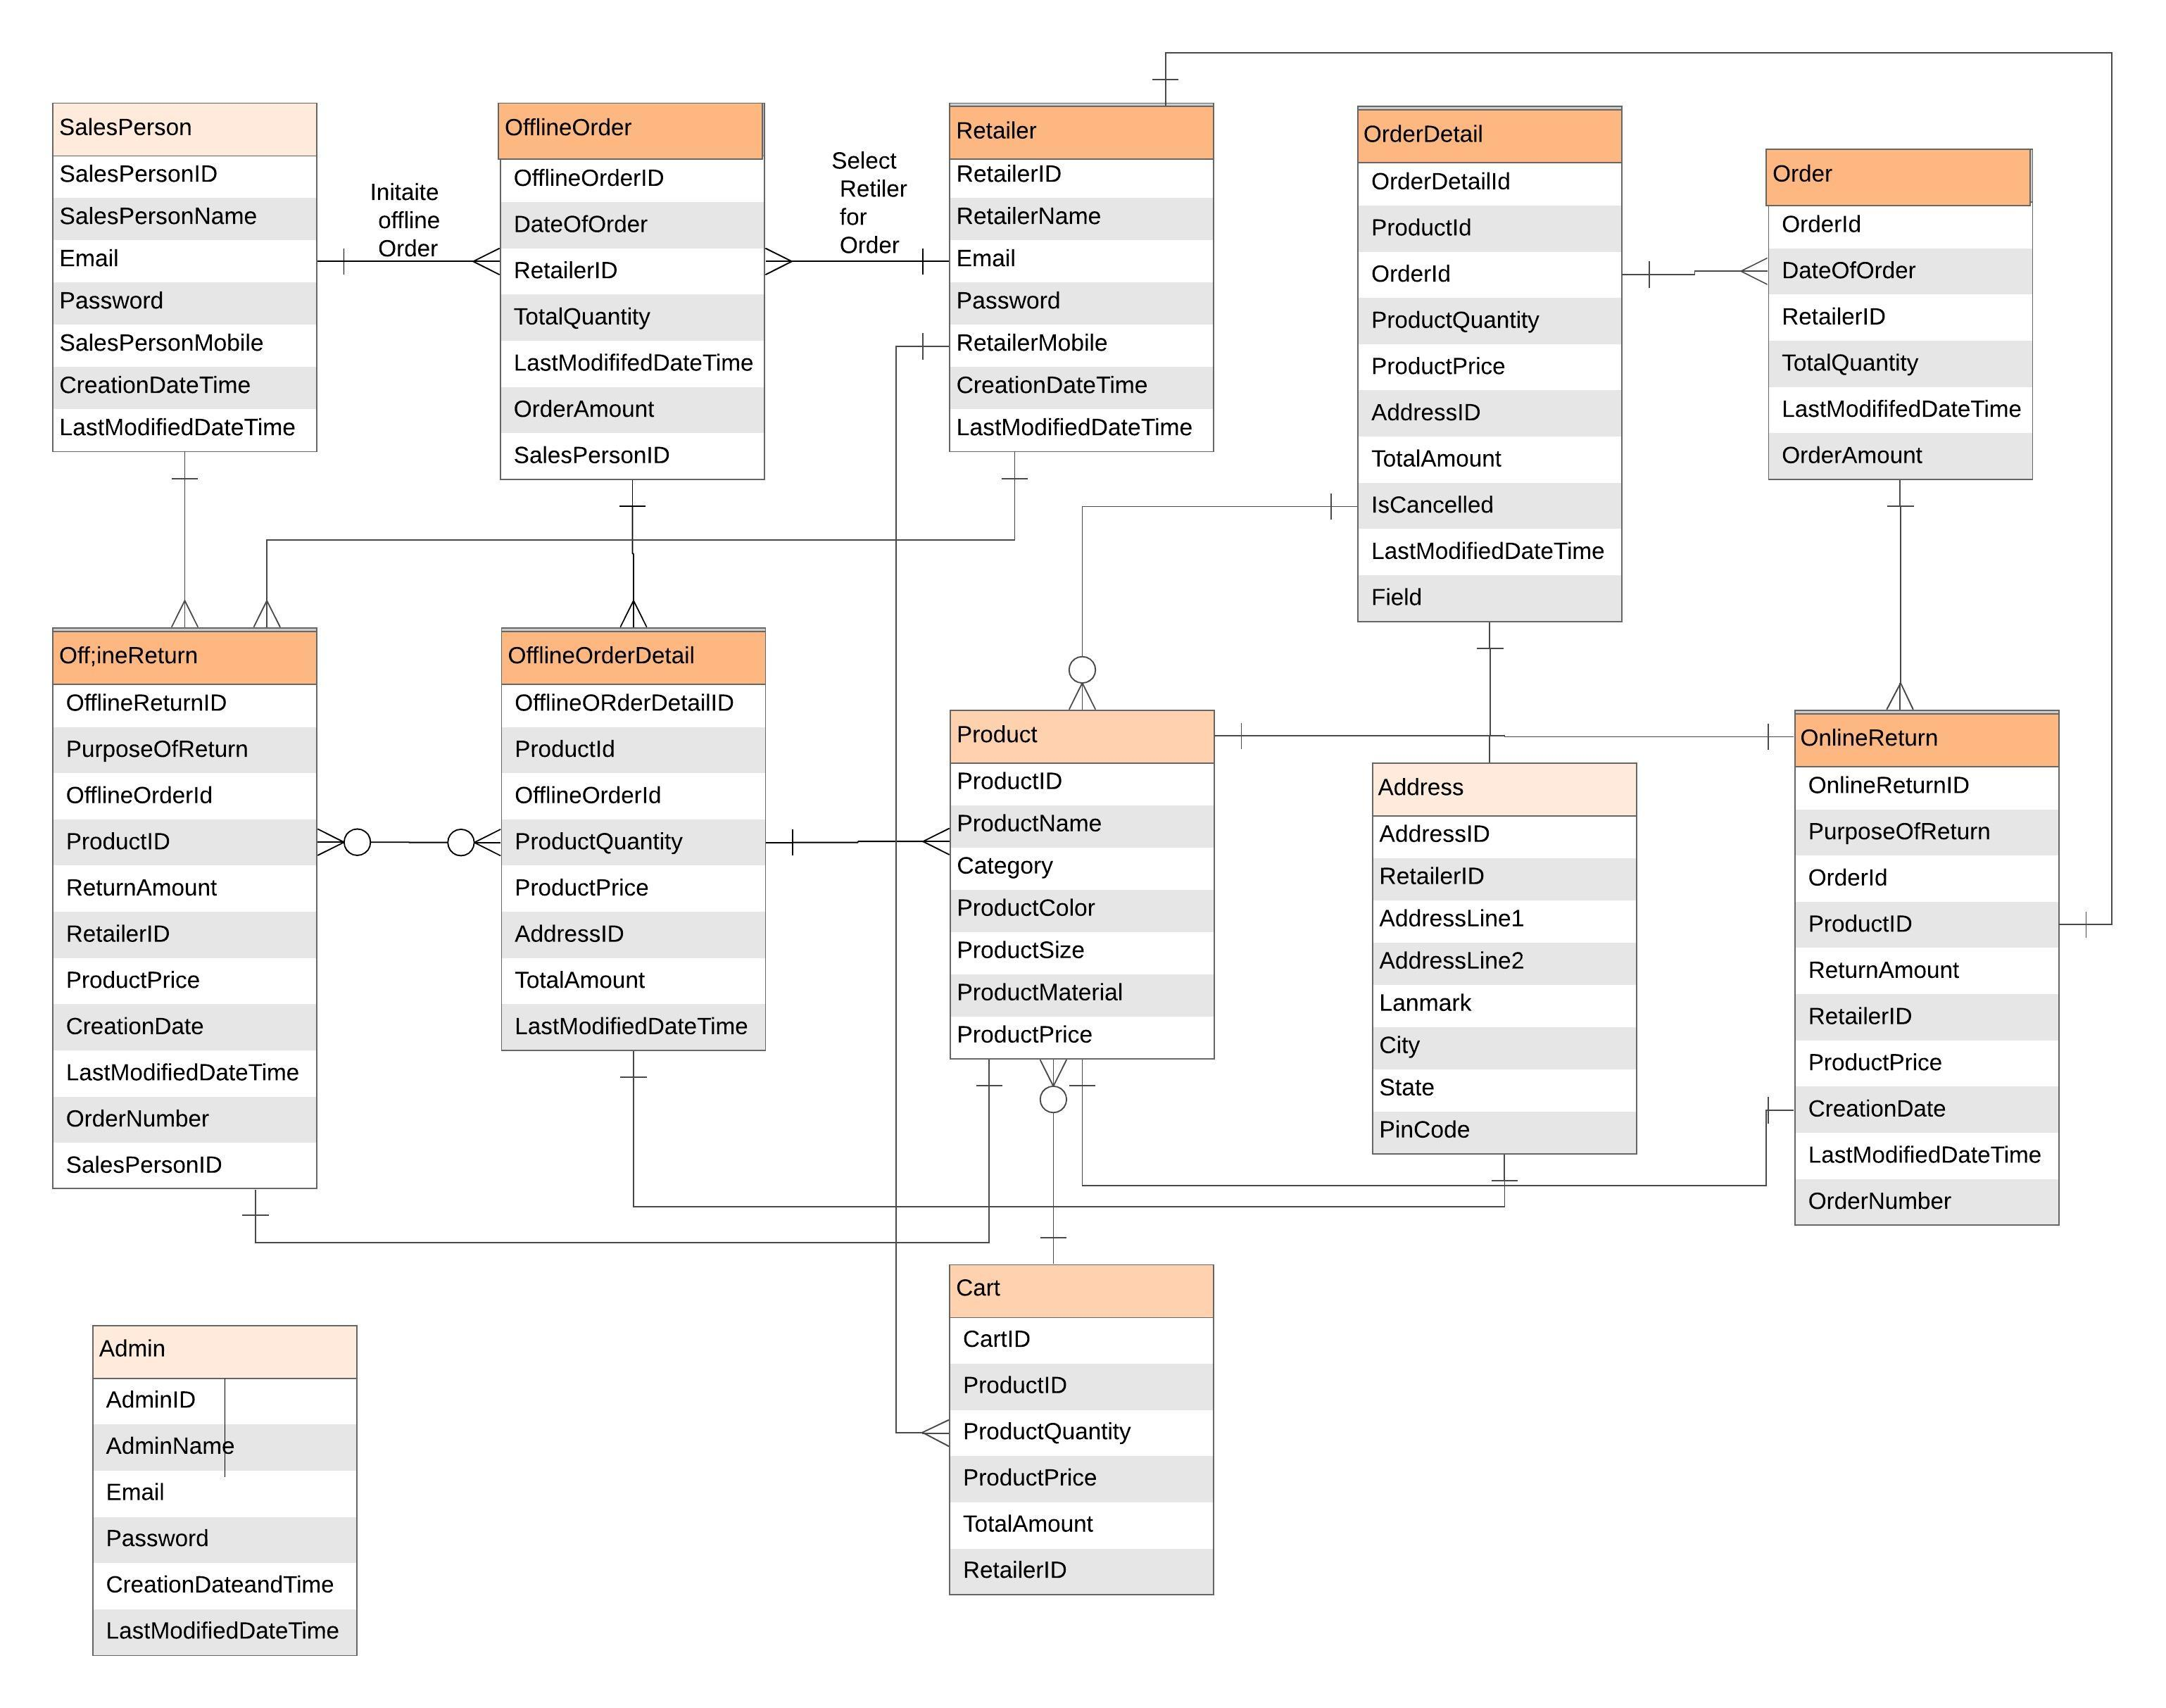 SalesPerson
SalesPersonID
SalesPersonName
Email
Password
SalesPersonMobile
CreationDateTime
LastModifiedDateTime
Initaite
offline
Order
OfflineOrder
OfflineOrderID
DateOfOrder
RetailerID
TotalQuantity
LastModififedDateTime
OrderAmount
SalesPersonID
Select
Retiler
for
Order
Retailer
RetailerID
RetailerName
Email
Password
RetailerMobile
CreationDateTime
LastModifiedDateTime
OrderDetail
OrderDetailId
ProductId
OrderId
ProductQuantity
ProductPrice
AddressID
TotalAmount
IsCancelled
LastModifiedDateTime
Field
Order
OrderId
DateOfOrder
RetailerID
TotalQuantity
LastModififedDateTime
OrderAmount
Off;ineReturn
OfflineReturnID
PurposeOfReturn
OfflineOrderId
ProductID
ReturnAmount
RetailerID
ProductPrice
CreationDate
LastModifiedDateTime
OrderNumber
SalesPersonID
OfflineOrderDetail
OfflineORderDetailID
ProductId
OfflineOrderId
ProductQuantity
ProductPrice
AddressID
TotalAmount
LastModifiedDateTime
Product
ProductID
ProductName
Category
ProductColor
ProductSize
ProductMaterial
ProductPrice
Address
AddressID
RetailerID
AddressLine1
AddressLine2
Lanmark
City
State
PinCode
OnlineReturn
OnlineReturnID
PurposeOfReturn
OrderId
ProductID
ReturnAmount
RetailerID
ProductPrice
CreationDate
LastModifiedDateTime
OrderNumber
Cart
CartID
ProductID
ProductQuantity
ProductPrice
TotalAmount
RetailerID
Admin
AdminID
AdminName
Email
Password
CreationDateandTime
LastModifiedDateTime